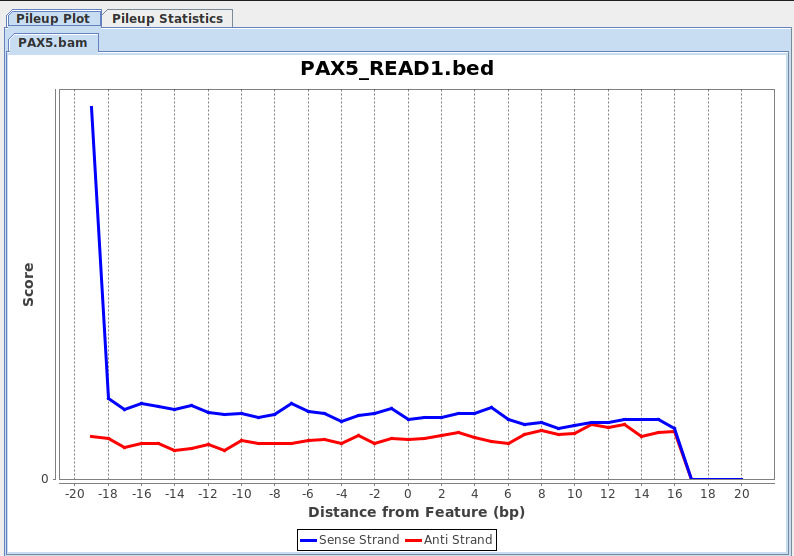 Pileup Plot Pileup Statistics
PAX5.bam
PAX5_READ1.bed
Score
0
-20 -18 -16 -14 -12 -10 -8 -6 -4 -2 0 2 4 6 8 10 12 14 16 18 20
Distance from Feature (bp)
Sense Strand Anti Strand